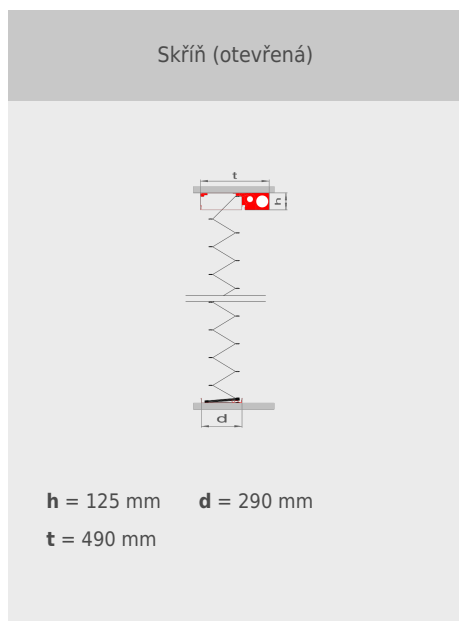 Skříň (otevřená)
t
h
d
h = 125 mm d = 290 mm
t = 490 mm